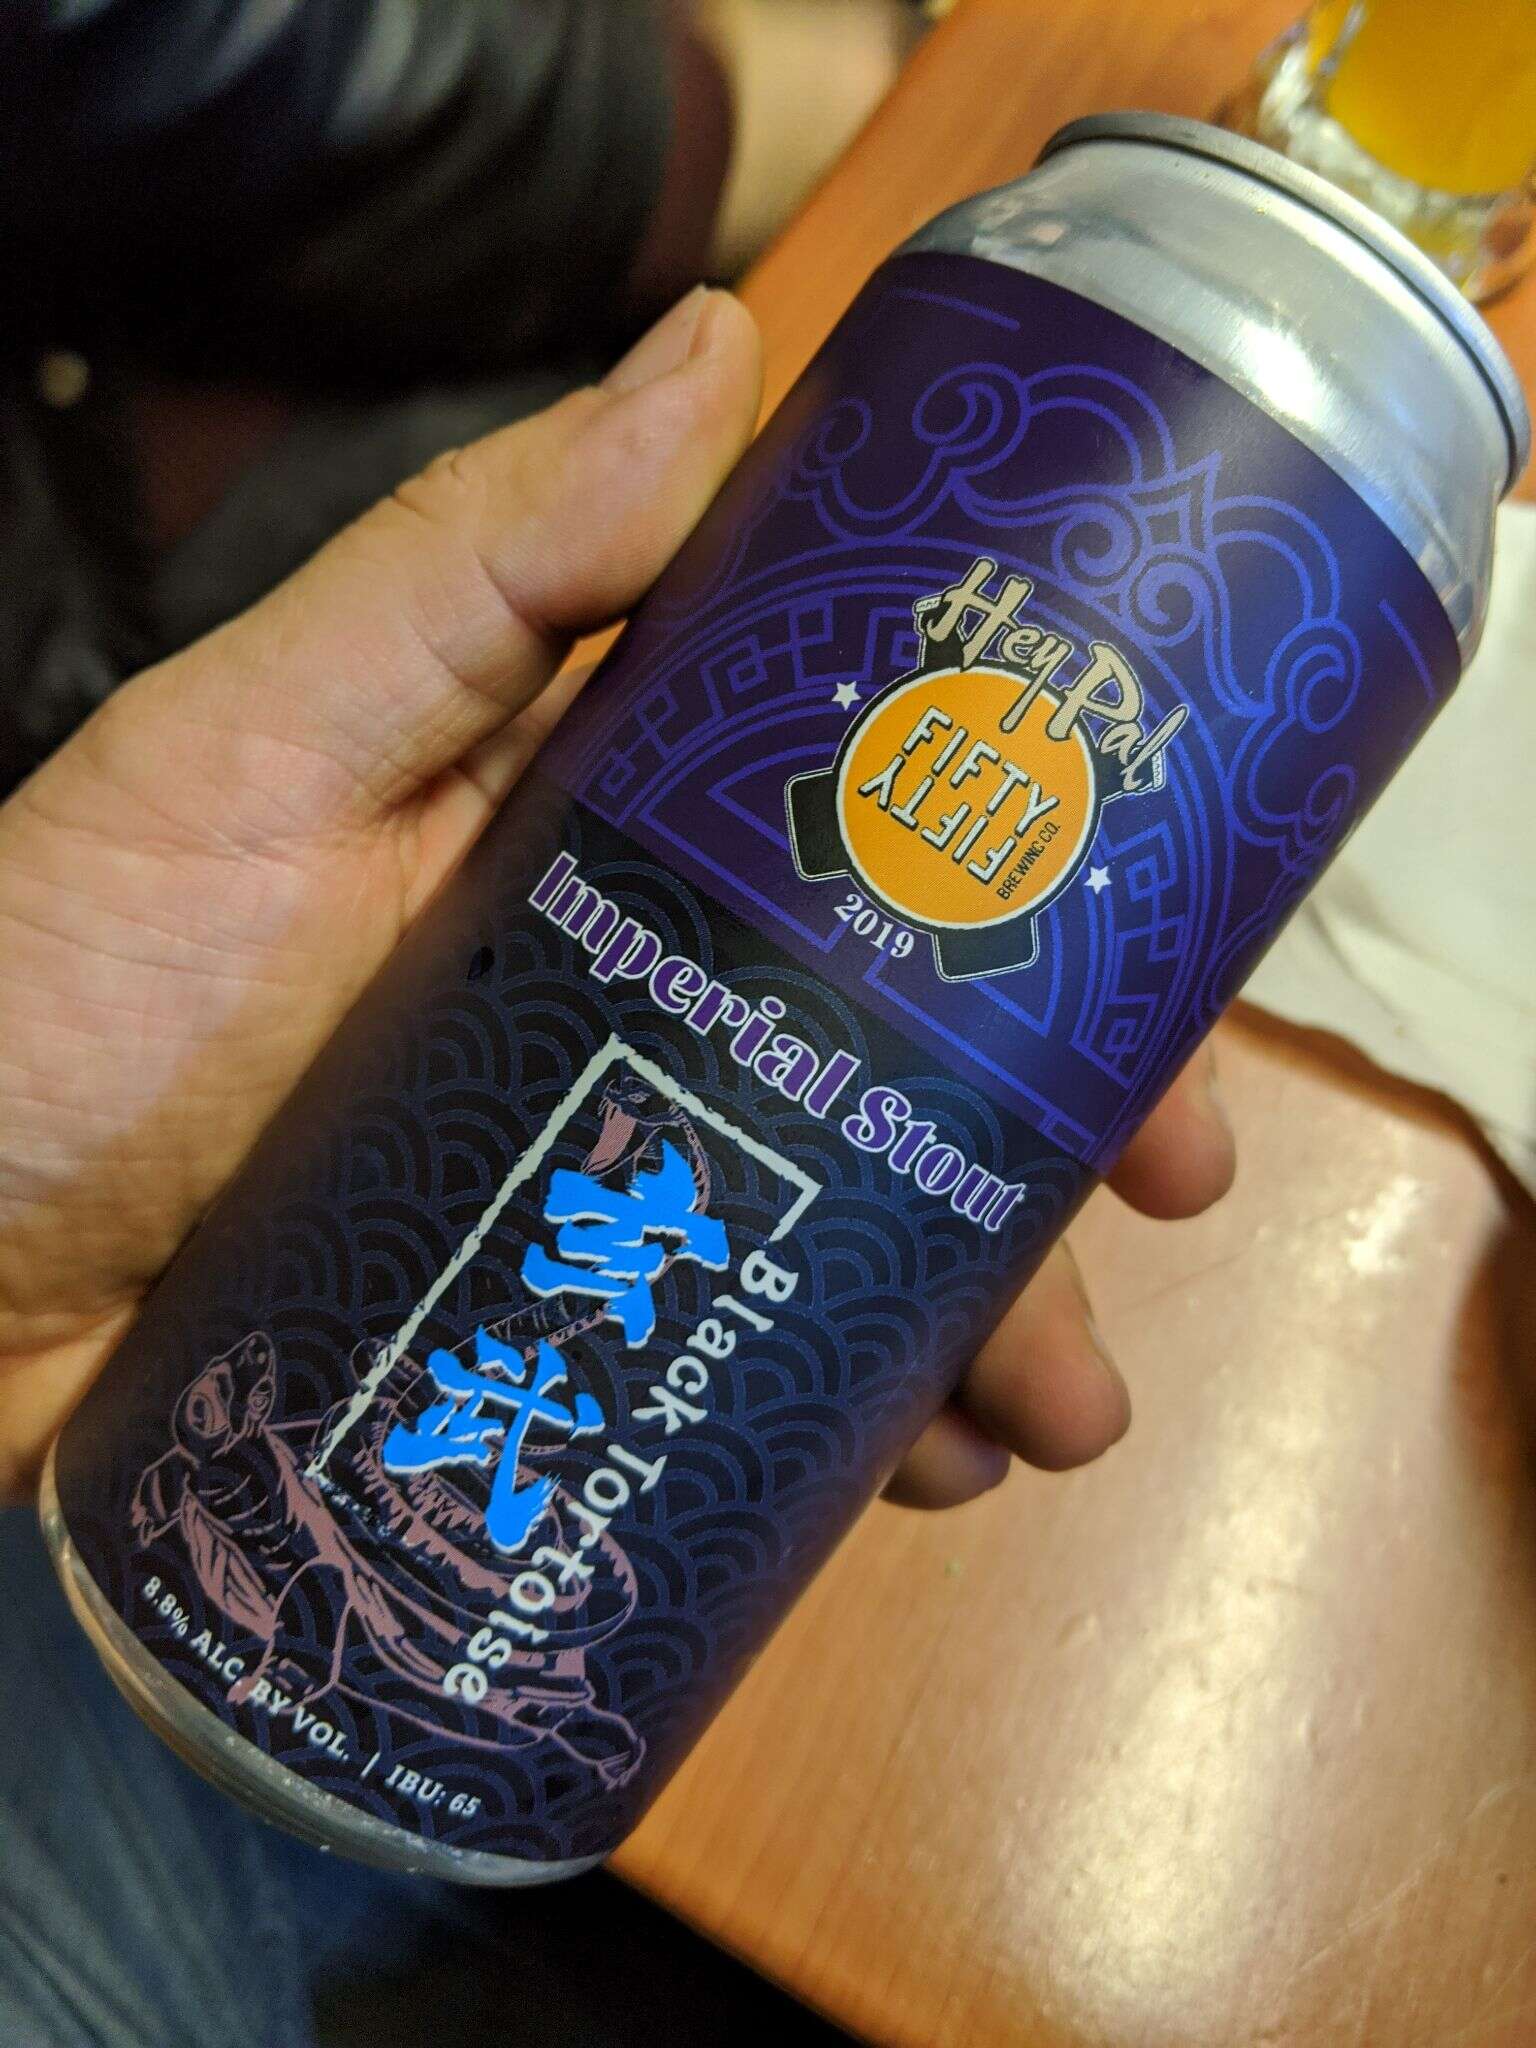 Hey Pal
FIFTY
FIFTY
BREWING CO.
2019
Imperial Stout
玄武
Black Tortoise
8.8% ALC. BY VOL. | IBU: 65